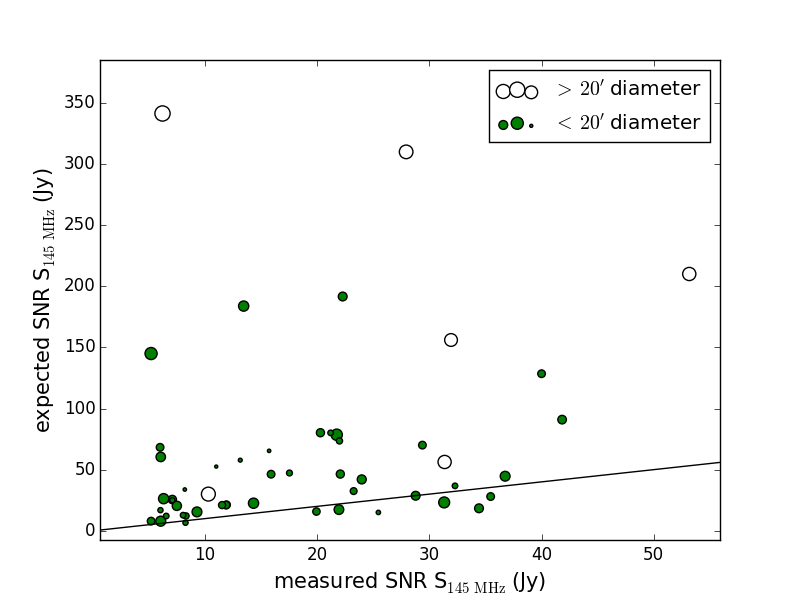 > 20′ diameter
< 20′ diameter
expected SNR S145 MHz (Jy)
350
300
250
200
150
100
50
0
10 20 30 40 50
measured SNR S145 MHz (Jy)